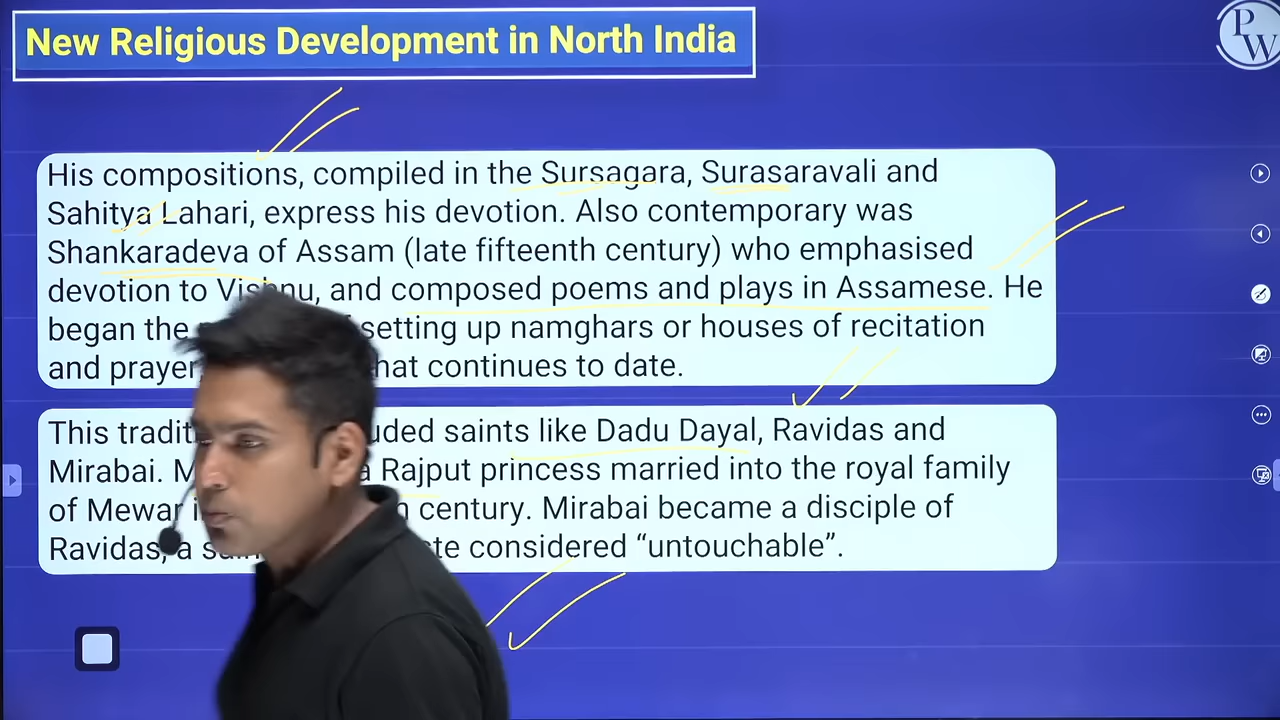 New Religious Development in North India
PW
His compositions, compiled in the Sursagara, Surasaravali and
Sahitya Lahari, express his devotion. Also contemporary was
Shankaradeva of Assam (late fifteenth century) who emphasised
devotion to Vishnu, and composed poems and plays in Assamese. He
began the setting up namghars or houses of recitation
and prayer continues to date.
This saints like Dadu Dayal, Ravidas and
Mirabai. a Rajput princess married into the royal family
of Mewar century. Mirabai became a disciple of
Ravidas, a considered “untouchable”.